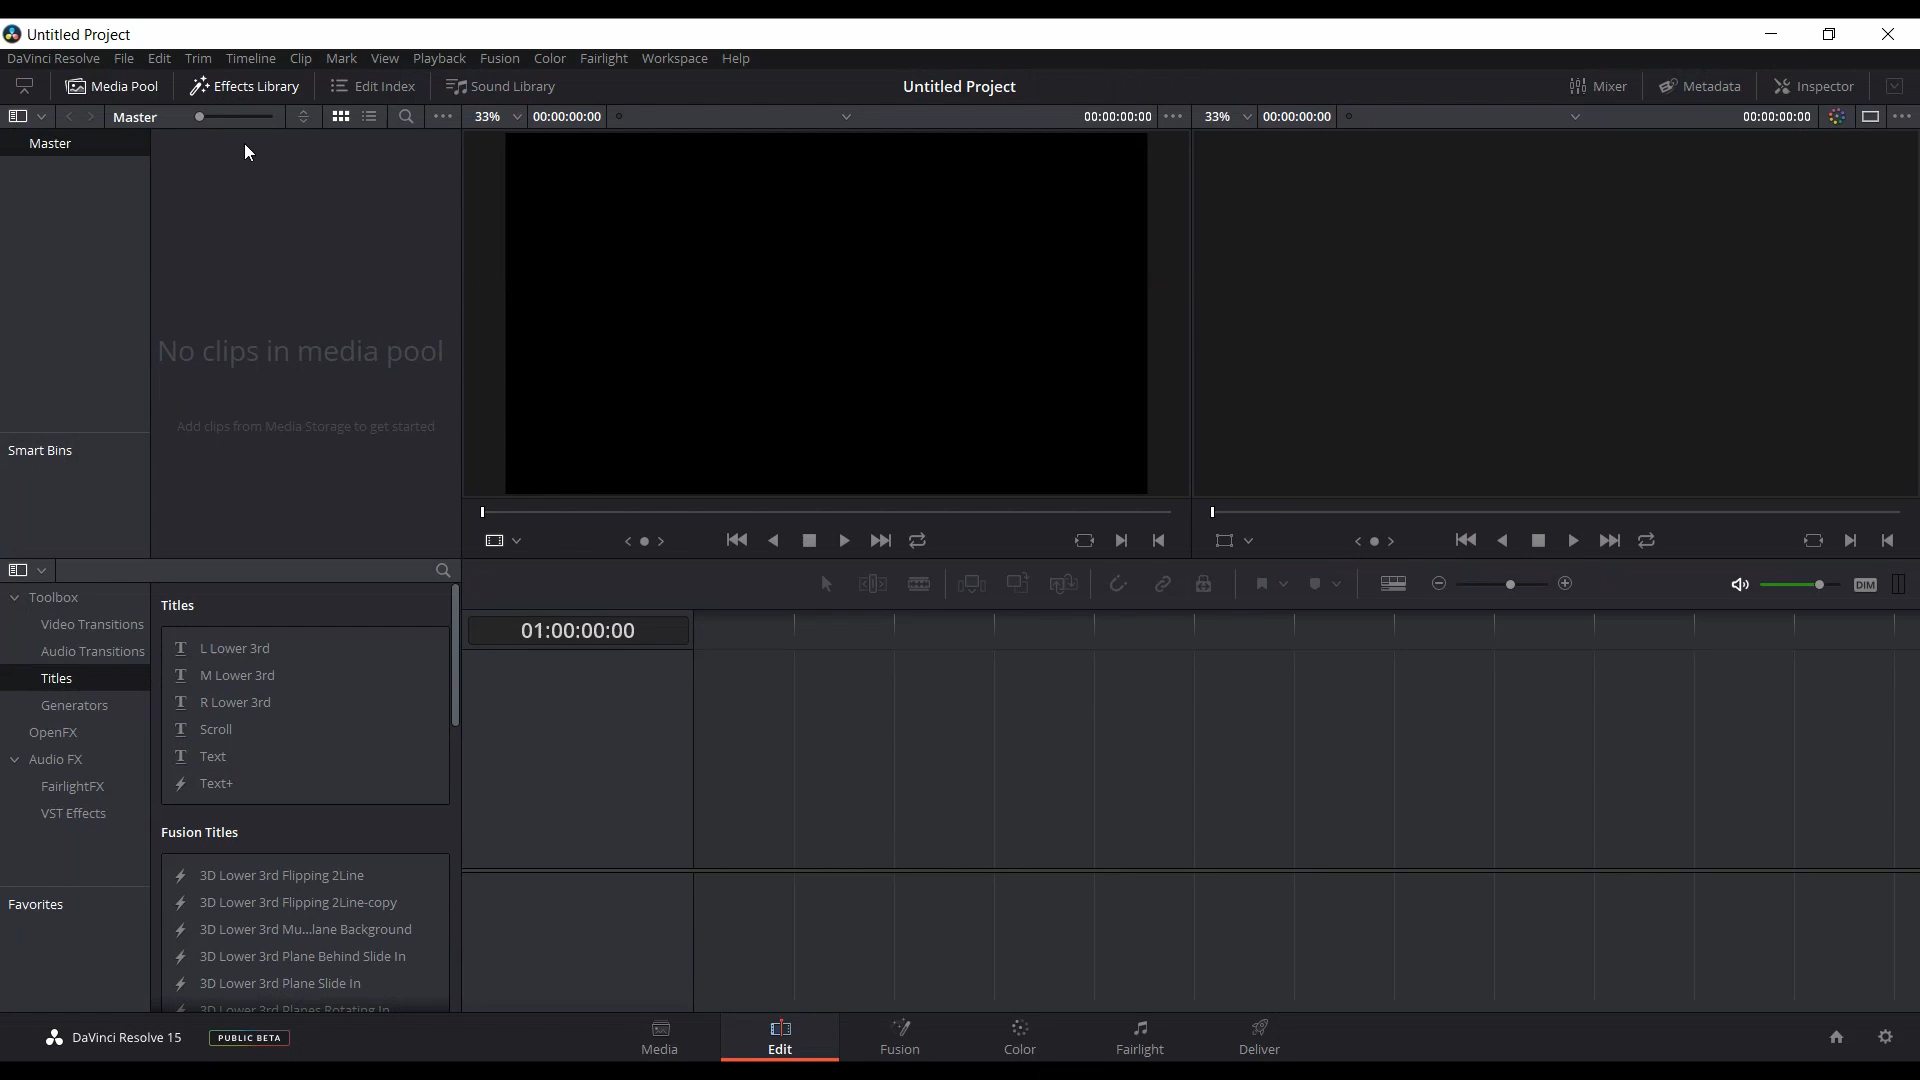 Untitled Project
DaVinci Resolve File Edit Trim Timeline Clip Mark View Playback Fusion Color Fairlight Workspace Help
Media Pool Effects Library Edit Index Sound Library Untitled Project Mixer Metadata Inspector
Master 33% 00:00:00:00 00:00:00:00 33% 00:00:00:00 00:00:00:00
Master
No clips in media pool
Add clips from Media Storage to get started
Smart Bins
Toolbox
Video Transitions
Audio Transitions
Titles
Generators
OpenFX
Audio FX
FairlightFX
VST Effects
Favorites
Titles
L Lower 3rd
M Lower 3rd
R Lower 3rd
Scroll
Text
Text+
Fusion Titles
3D Lower 3rd Flipping 2Line
3D Lower 3rd Flipping 2Line-copy
3D Lower 3rd Mu...lane Background
3D Lower 3rd Plane Behind Slide In
3D Lower 3rd Plane Slide In
3D Lower 3rd Planes Rotating In
DIM
01:00:00:00
DaVinci Resolve 15 PUBLIC BETA
Media Edit Fusion Color Fairlight Deliver